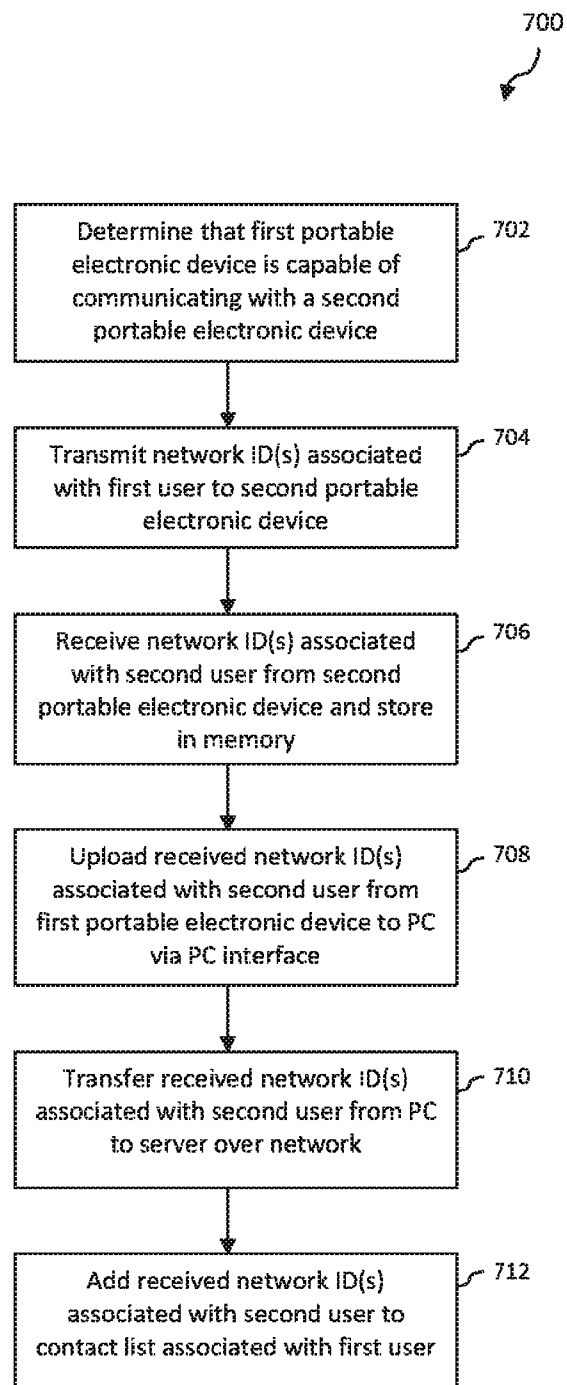 700
Determine that first portable
electronic device is capable of
communicating with a second
portable electronic device
702
Transmit network ID(s) associated
with first user to second portable
electronic device
704
Receive network ID(s) associated
with second user from second
portable electronic device and store
in memory
706
Upload received network ID(s)
associated with second user from
first portable electronic device to PC
via PC interface
708
Transfer received network ID(s)
associated with second user from PC
to server over network
710
Add received network ID(s)
associated with second user to
contact list associated with first user
712